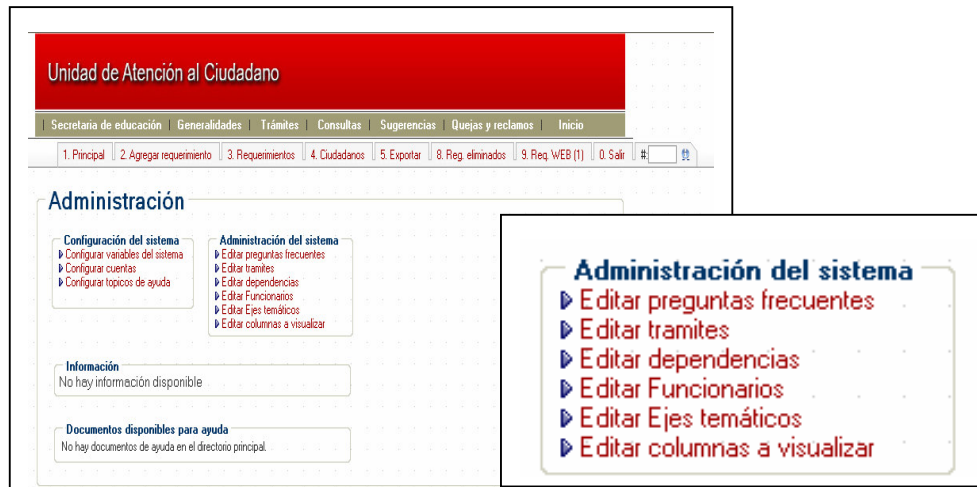 Unidad de Atención al Ciudadano
| Secretaria de educación | Generalidades | Trámites | Consultas | Sugerencias | Quejas y reclamos | Inicio
1. Principal 2. Agregar requerimiento 3. Requerimientos 4. Ciudadanos 5. Exportar 8. Reg. eliminados 9. Req. WEB (1) 0. Salir #:
Administración
Configuración del sistema
Configurar variables del sistema
Configurar cuentas
Configurar topicos de ayuda
Administración del sistema
Editar preguntas frecuentes
Editar tramites
Editar dependencias
Editar Funcionarios
Editar Ejes temáticos
Editar columnas a visualizar
Información
No hay información disponible
Documentos disponibles para ayuda
No hay documentos de ayuda en el directorio principal.
Administración del sistema
Editar preguntas frecuentes
Editar tramites
Editar dependencias
Editar Funcionarios
Editar Ejes temáticos
Editar columnas a visualizar